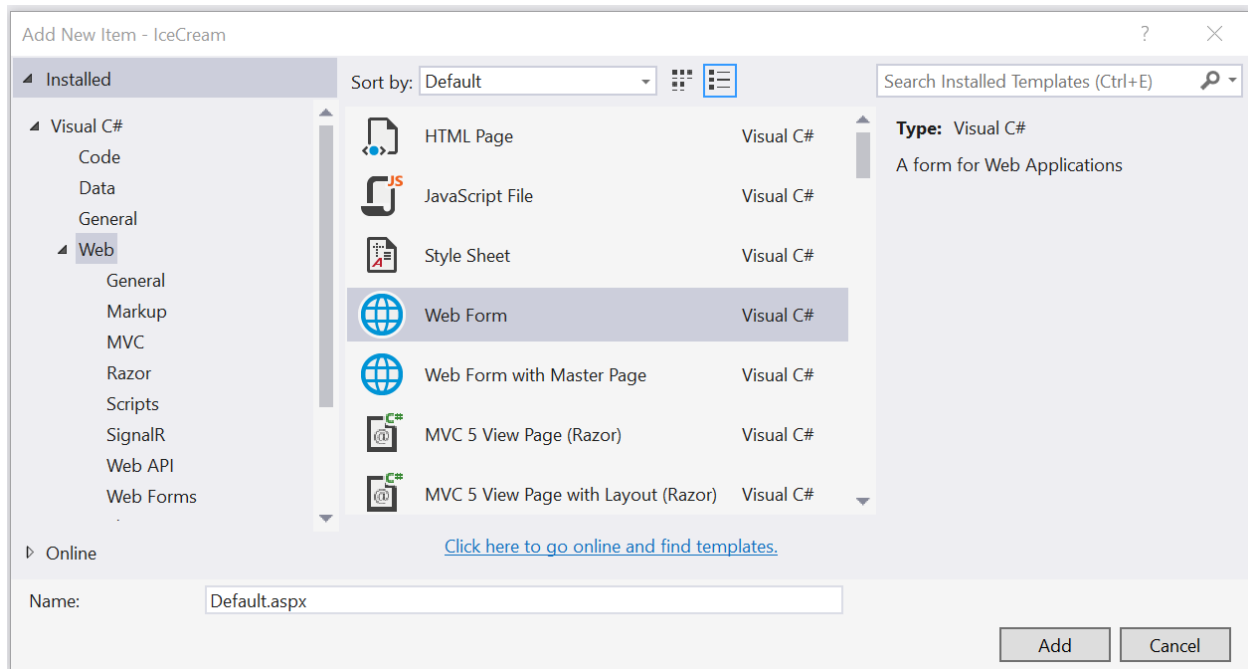 Add New Item - IceCream
?
Installed
Sort by: Default
Search Installed Templates (Ctrl+E)
Visual C#
Code
Data
General
Web
General
Markup
MVC
Razor
Scripts
SignalR
Web API
Web Forms
Online
HTML Page Visual C#
JS
JavaScript File Visual C#
A
Style Sheet Visual C#
Web Form Visual C#
Web Form with Master Page Visual C#
C#
@
MVC 5 View Page (Razor) Visual C#
C#
@
MVC 5 View Page with Layout (Razor) Visual C#
Click here to go online and find templates.
Type: Visual C#
A form for Web Applications
Name: Default.aspx
Add Cancel